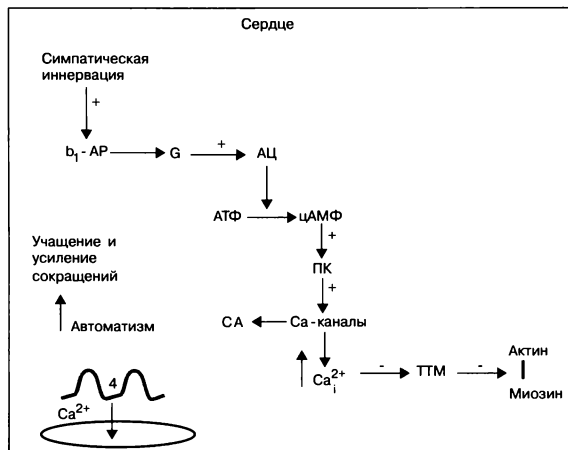 Сердце
Симпатическая
иннервация
+
b₁ - АР G + АЦ
АТФ цАМФ
+
ПК
+
СА Са-каналы
Учащение и
усиление
сокращений
Автоматизм
4
Ca²⁺
Caᵢ²⁺ - ТТМ -
Актин
Миозин